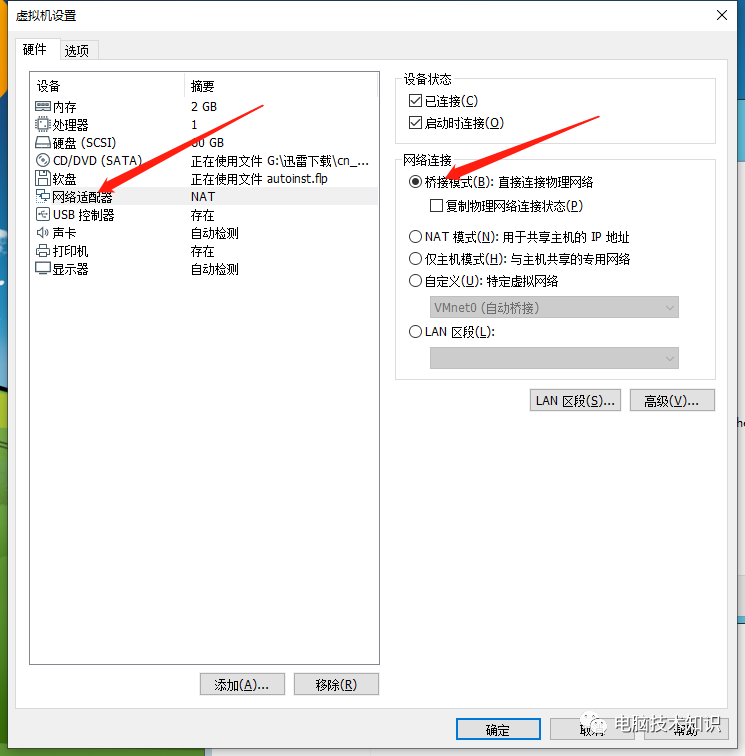 虚拟机设置
硬件 选项
设备 摘要
内存 2 GB
处理器 1
硬盘 (SCSI) 60 GB
CD/DVD (SATA) 正在使用文件 G:\迅雷下载\cn_...
软盘 正在使用文件 autoinst.flp
网络适配器 NAT
USB 控制器 存在
声卡 自动检测
打印机 存在
显示器 自动检测
添加(A)... 移除(R)
设备状态
已连接(C)
启动时连接(O)
网络连接
桥接模式(B): 直接连接物理网络
复制物理网络连接状态(P)
NAT 模式(N): 用于共享主机的 IP 地址
仅主机模式(H): 与主机共享的专用网络
自定义(U): 特定虚拟网络
VMnet0 (自动桥接)
LAN 区段(L):
LAN 区段(S)... 高级(V)...
确定 取消 帮助
电脑技术知识